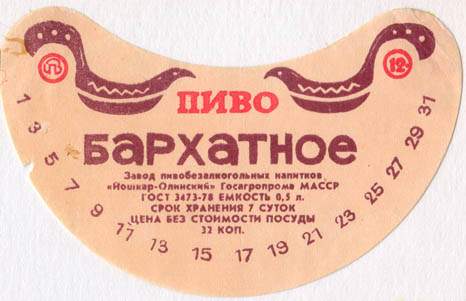 П
12
ПИВО
БАРХАТНОЕ
Завод пивобезалкогольных напитков
«Йошкар-Олинский» Госагропрома МАССР
ГОСТ 3473-78 ЕМКОСТЬ 0,5 л.
СРОК ХРАНЕНИЯ 7 СУТОК
ЦЕНА БЕЗ СТОИМОСТИ ПОСУДЫ
32 КОП.
1 3 5 7 9 11 13 15 17 19 21 23 25 27 29 31